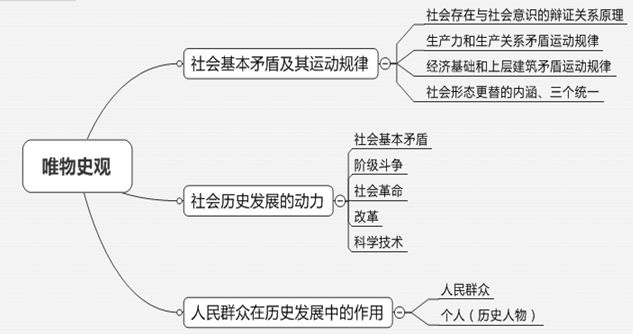 唯物史观
社会基本矛盾及其运动规律
社会存在与社会意识的辩证关系原理
生产力和生产关系矛盾运动规律
经济基础和上层建筑矛盾运动规律
社会形态更替的内涵、三个统一
社会历史发展的动力
社会基本矛盾
阶级斗争
社会革命
改革
科学技术
人民群众在历史发展中的作用
人民群众
个人（历史人物）